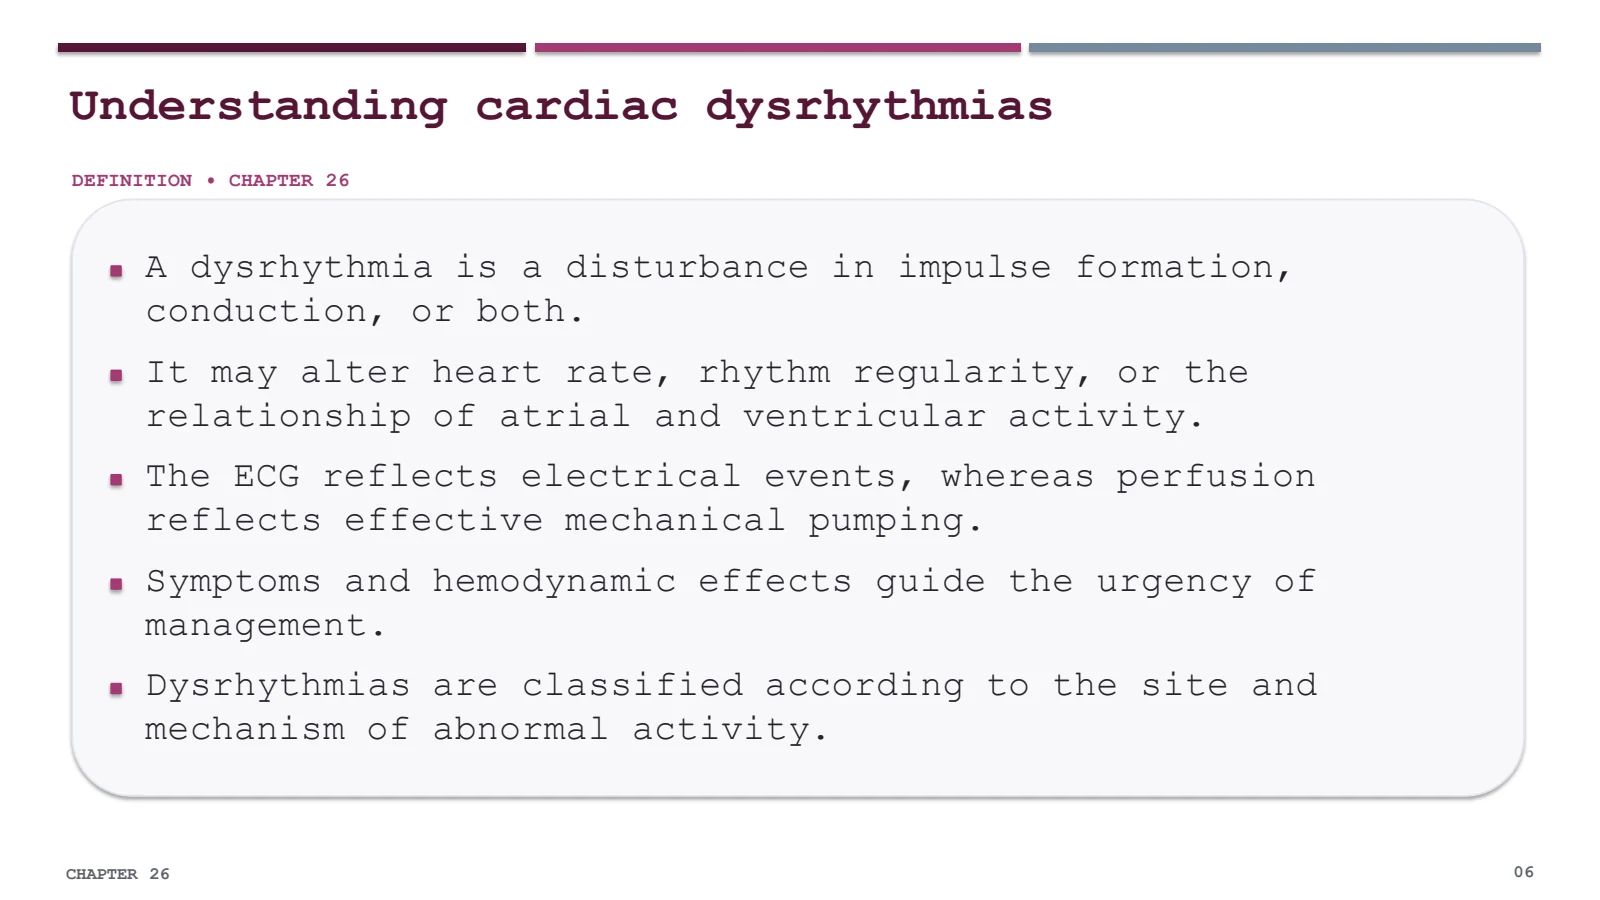 Understanding cardiac dysrhythmias
DEFINITION • CHAPTER 26
▪ A dysrhythmia is a disturbance in impulse formation,
conduction, or both.
▪ It may alter heart rate, rhythm regularity, or the
relationship of atrial and ventricular activity.
▪ The ECG reflects electrical events, whereas perfusion
reflects effective mechanical pumping.
▪ Symptoms and hemodynamic effects guide the urgency of
management.
▪ Dysrhythmias are classified according to the site and
mechanism of abnormal activity.
CHAPTER 26
06